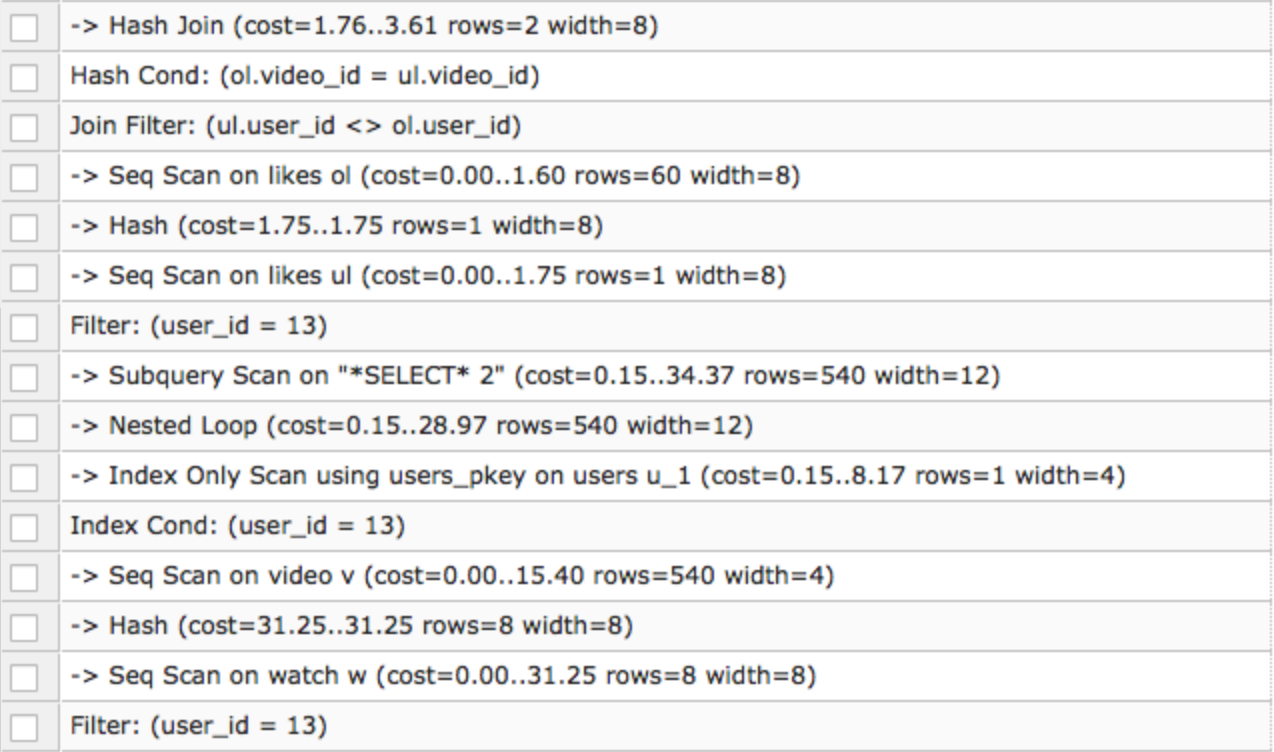 -> Hash Join (cost=1.76..3.61 rows=2 width=8)
Hash Cond: (ol.video_id = ul.video_id)
Join Filter: (ul.user_id <> ol.user_id)
-> Seq Scan on likes ol (cost=0.00..1.60 rows=60 width=8)
-> Hash (cost=1.75..1.75 rows=1 width=8)
-> Seq Scan on likes ul (cost=0.00..1.75 rows=1 width=8)
Filter: (user_id = 13)
-> Subquery Scan on "*SELECT* 2" (cost=0.15..34.37 rows=540 width=12)
-> Nested Loop (cost=0.15..28.97 rows=540 width=12)
-> Index Only Scan using users_pkey on users u_1 (cost=0.15..8.17 rows=1 width=4)
Index Cond: (user_id = 13)
-> Seq Scan on video v (cost=0.00..15.40 rows=540 width=4)
-> Hash (cost=31.25..31.25 rows=8 width=8)
-> Seq Scan on watch w (cost=0.00..31.25 rows=8 width=8)
Filter: (user_id = 13)